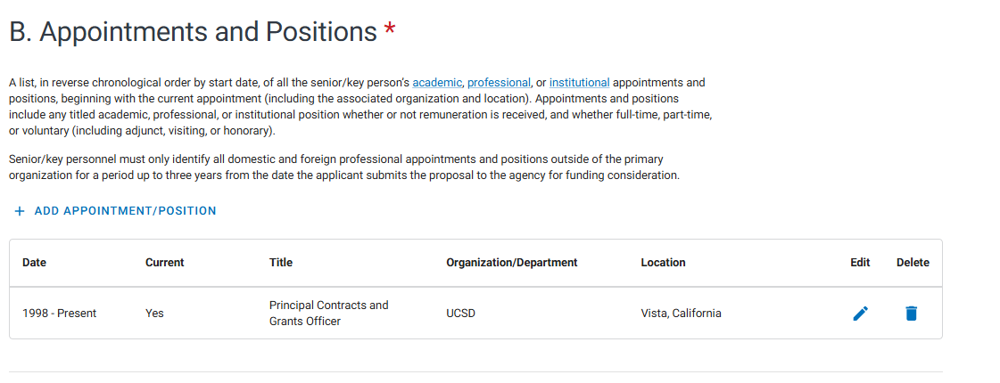 B. Appointments and Positions *
A list, in reverse chronological order by start date, of all the senior/key person's academic, professional, or institutional appointments and
positions, beginning with the current appointment (including the associated organization and location). Appointments and positions
include any titled academic, professional, or institutional position whether or not remuneration is received, and whether full-time, part-time,
or voluntary (including adjunct, visiting, or honorary).
Senior/key personnel must only identify all domestic and foreign professional appointments and positions outside of the primary
organization for a period up to three years from the date the applicant submits the proposal to the agency for funding consideration.
+ ADD APPOINTMENT/POSITION
Date Current Title Organization/Department Location Edit Delete
1998 - Present Yes Principal Contracts and UCSD Vista, California
Grants Officer